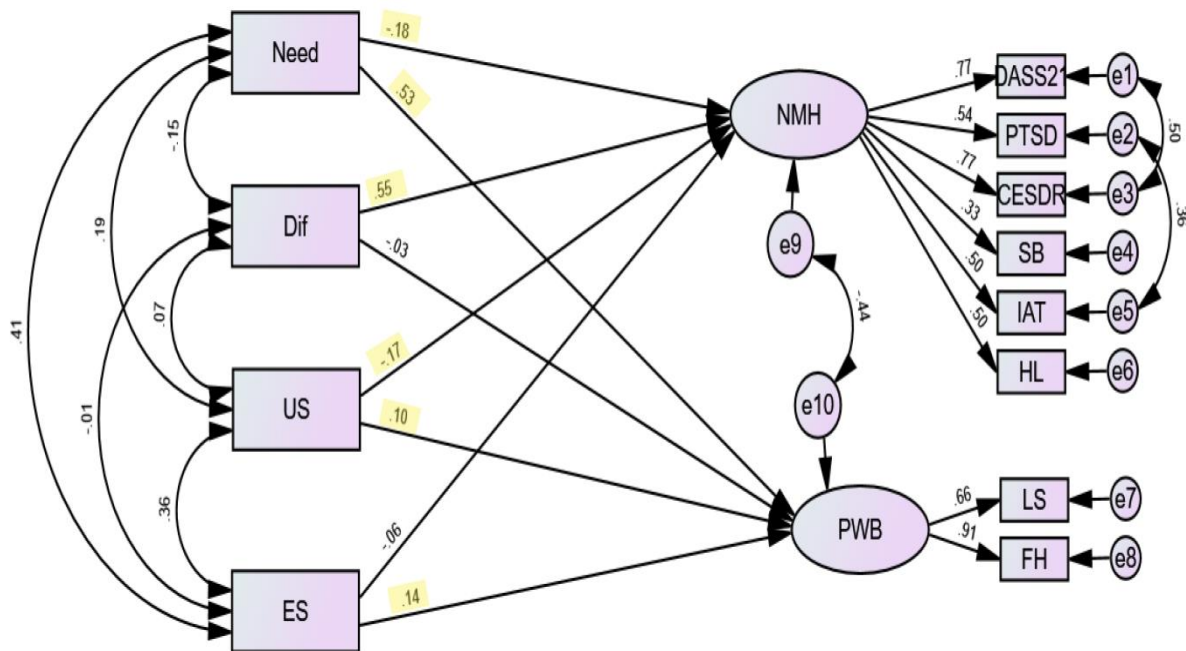 Need
-.18
.53
-.15
Dif
.55
-.03
.19
.07
.41
-.01
US
-.17
.10
.36
ES
-.06
.14
NMH
e9
-.44
e10
PWB
.77
DASS21
e1
.54
PTSD
e2
.50
.77
CESDR
e3
.36
.33
SB
e4
.50
IAT
e5
.50
HL
e6
.66
LS
e7
.91
FH
e8